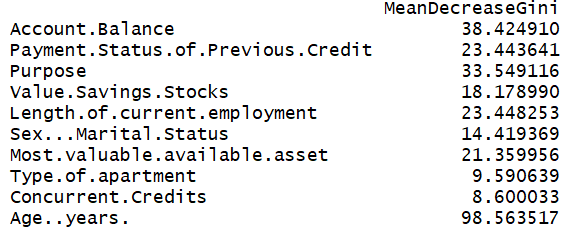 MeanDecreaseGini
Account.Balance 38.424910
Payment.Status.of.Previous.Credit 23.443641
Purpose 33.549116
Value.Savings.Stocks 18.178990
Length.of.current.employment 23.448253
Sex...Marital.Status 14.419369
Most.valuable.available.asset 21.359956
Type.of.apartment 9.590639
Concurrent.Credits 8.600033
Age..years. 98.563517